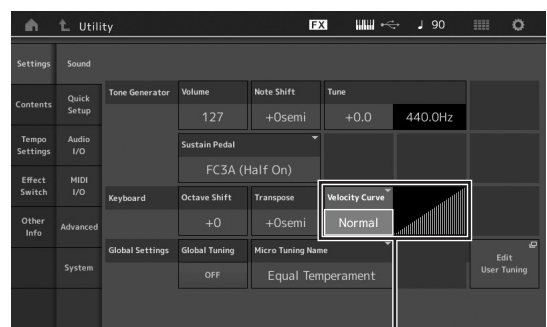 Utility
FX
♩ 90
Settings
Sound
Contents
Quick
Setup
Tempo
Settings
Audio
I/O
Effect
Switch
MIDI
I/O
Other
Info
Advanced
System
Tone Generator
Volume
127
Note Shift
+0semi
Tune
+0.0
440.0Hz
Sustain Pedal
FC3A (Half On)
Keyboard
Octave Shift
+0
Transpose
+0semi
Velocity Curve
Normal
Global Settings
Global Tuning
OFF
Micro Tuning Name
Equal Temperament
Edit
User Tuning